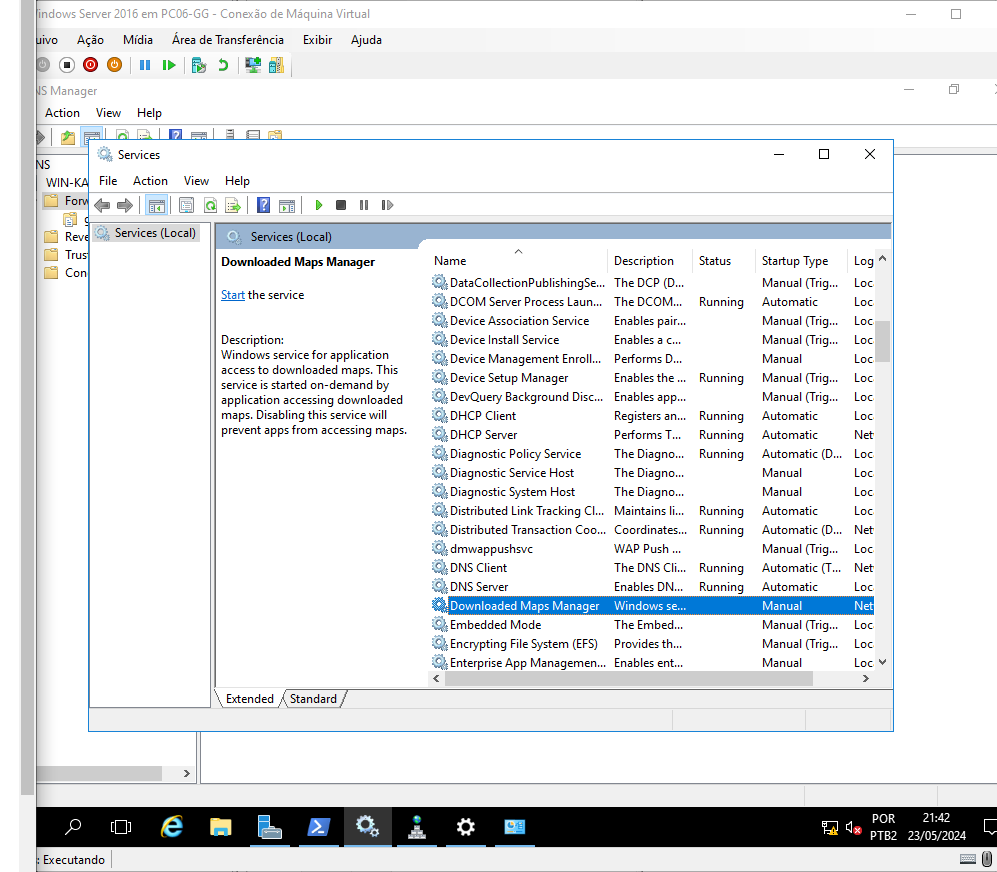 indows Server 2016 em PC06-GG - Conexão de Máquina Virtual
uivo Ação Mídia Área de Transferência Exibir Ajuda
NS Manager
Action View Help
NS
WIN-KA
Forw
Reve
Trus
Con
Services
File Action View Help
Services (Local)
Services (Local)
Downloaded Maps Manager
Start the service
Description:
Windows service for application
access to downloaded maps. This
service is started on-demand by
application accessing downloaded
maps. Disabling this service will
prevent apps from accessing maps.
Name Description Status Startup Type Log
DataCollectionPublishingSe... The DCP (D... Manual (Trig... Loc
DCOM Server Process Laun... The DCOM... Running Automatic Loc
Device Association Service Enables pair... Manual (Trig... Loc
Device Install Service Enables a c... Manual (Trig... Loc
Device Management Enroll... Performs D... Manual Loc
Device Setup Manager Enables the ... Running Manual (Trig... Loc
DevQuery Background Disc... Enables app... Manual (Trig... Loc
DHCP Client Registers an... Running Automatic Loc
DHCP Server Performs T... Running Automatic Net
Diagnostic Policy Service The Diagno... Running Automatic (D... Loc
Diagnostic Service Host The Diagno... Manual Loc
Diagnostic System Host The Diagno... Manual Loc
Distributed Link Tracking Cl... Maintains li... Running Automatic Loc
Distributed Transaction Coo... Coordinates... Running Automatic (D... Net
dmwappushsvc WAP Push ... Manual (Trig... Loc
DNS Client The DNS Cli... Running Automatic (T... Net
DNS Server Enables DN... Running Automatic Loc
Downloaded Maps Manager Windows se... Manual Net
Embedded Mode The Embed... Manual (Trig... Loc
Encrypting File System (EFS) Provides th... Manual (Trig... Loc
Enterprise App Managemen... Enables ent... Manual Loc
Extended Standard
POR
PTB2
21:42
23/05/2024
: Executando